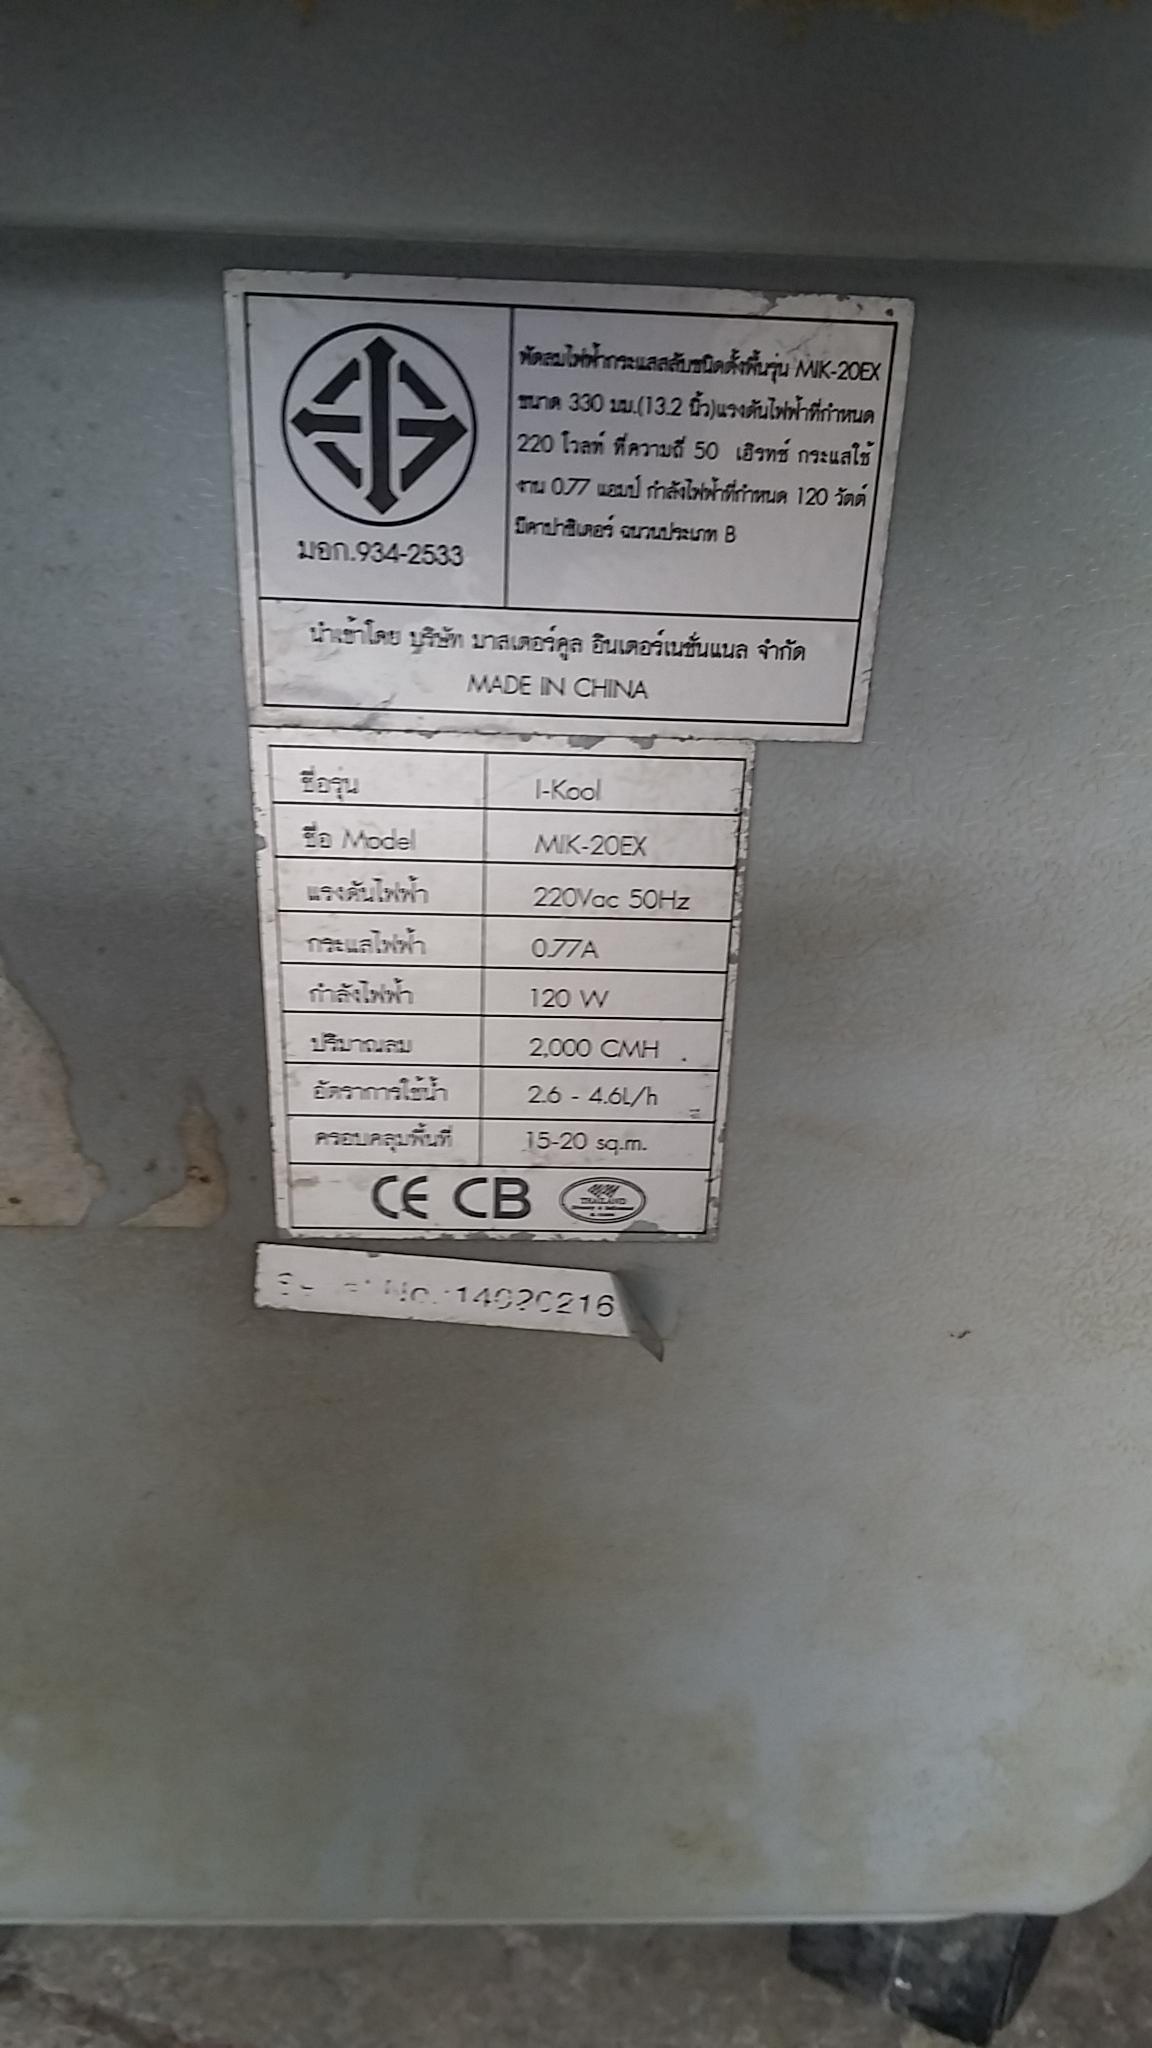 พัดลมไฟฟ้ากระแสสลับชนิดตั้งพื้นรุ่น MIK-20EX
ขนาด 330 มม.(13.2 นิ้ว)แรงดันไฟฟ้าที่กำหนด
220 โวลท์ ที่ความถี่ 50 เฮิรทซ์ กระแสใช้
งาน 0.77 แอมป์ กำลังไฟฟ้าที่กำหนด 120 วัตต์
มีคาปาซิเตอร์ ฉนวนประเภท B
มอก.934-2533
นำเข้าโดย บริษัท มาสเตอร์คูล อินเตอร์เนชั่นแนล จำกัด
MADE IN CHINA
ชื่อรุ่น I-Kool
ชื่อ Model MIK-20EX
แรงดันไฟฟ้า 220Vac 50Hz
กระแสไฟฟ้า 0.77A
กำลังไฟฟ้า 120 W
ปริมาณลม 2,000 CMH
อัตราการใช้น้ำ 2.6 - 4.6L/h
ครอบคลุมพื้นที่ 15-20 sq.m.
CE CB THAILAND
No.:14020216